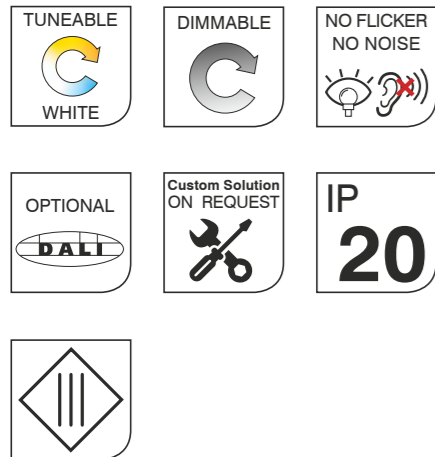 TUNEABLE
WHITE
DIMMABLE
NO FLICKER
NO NOISE
OPTIONAL
DALI
Custom Solution
ON REQUEST
IP
20